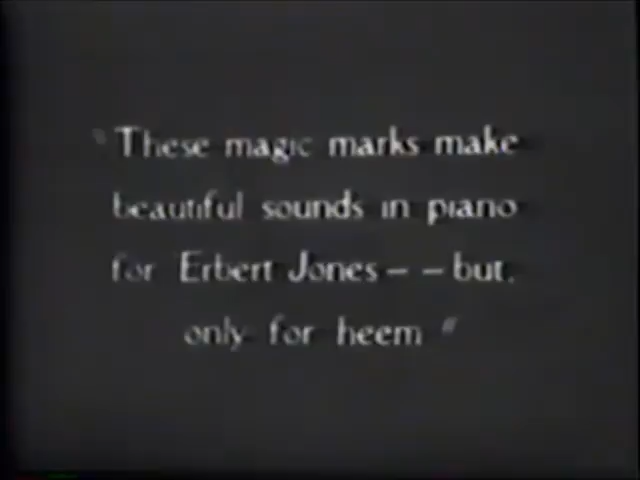 "These magic marks make
beautiful sounds in piano
for Erbert Jones – – but,
only for heem"